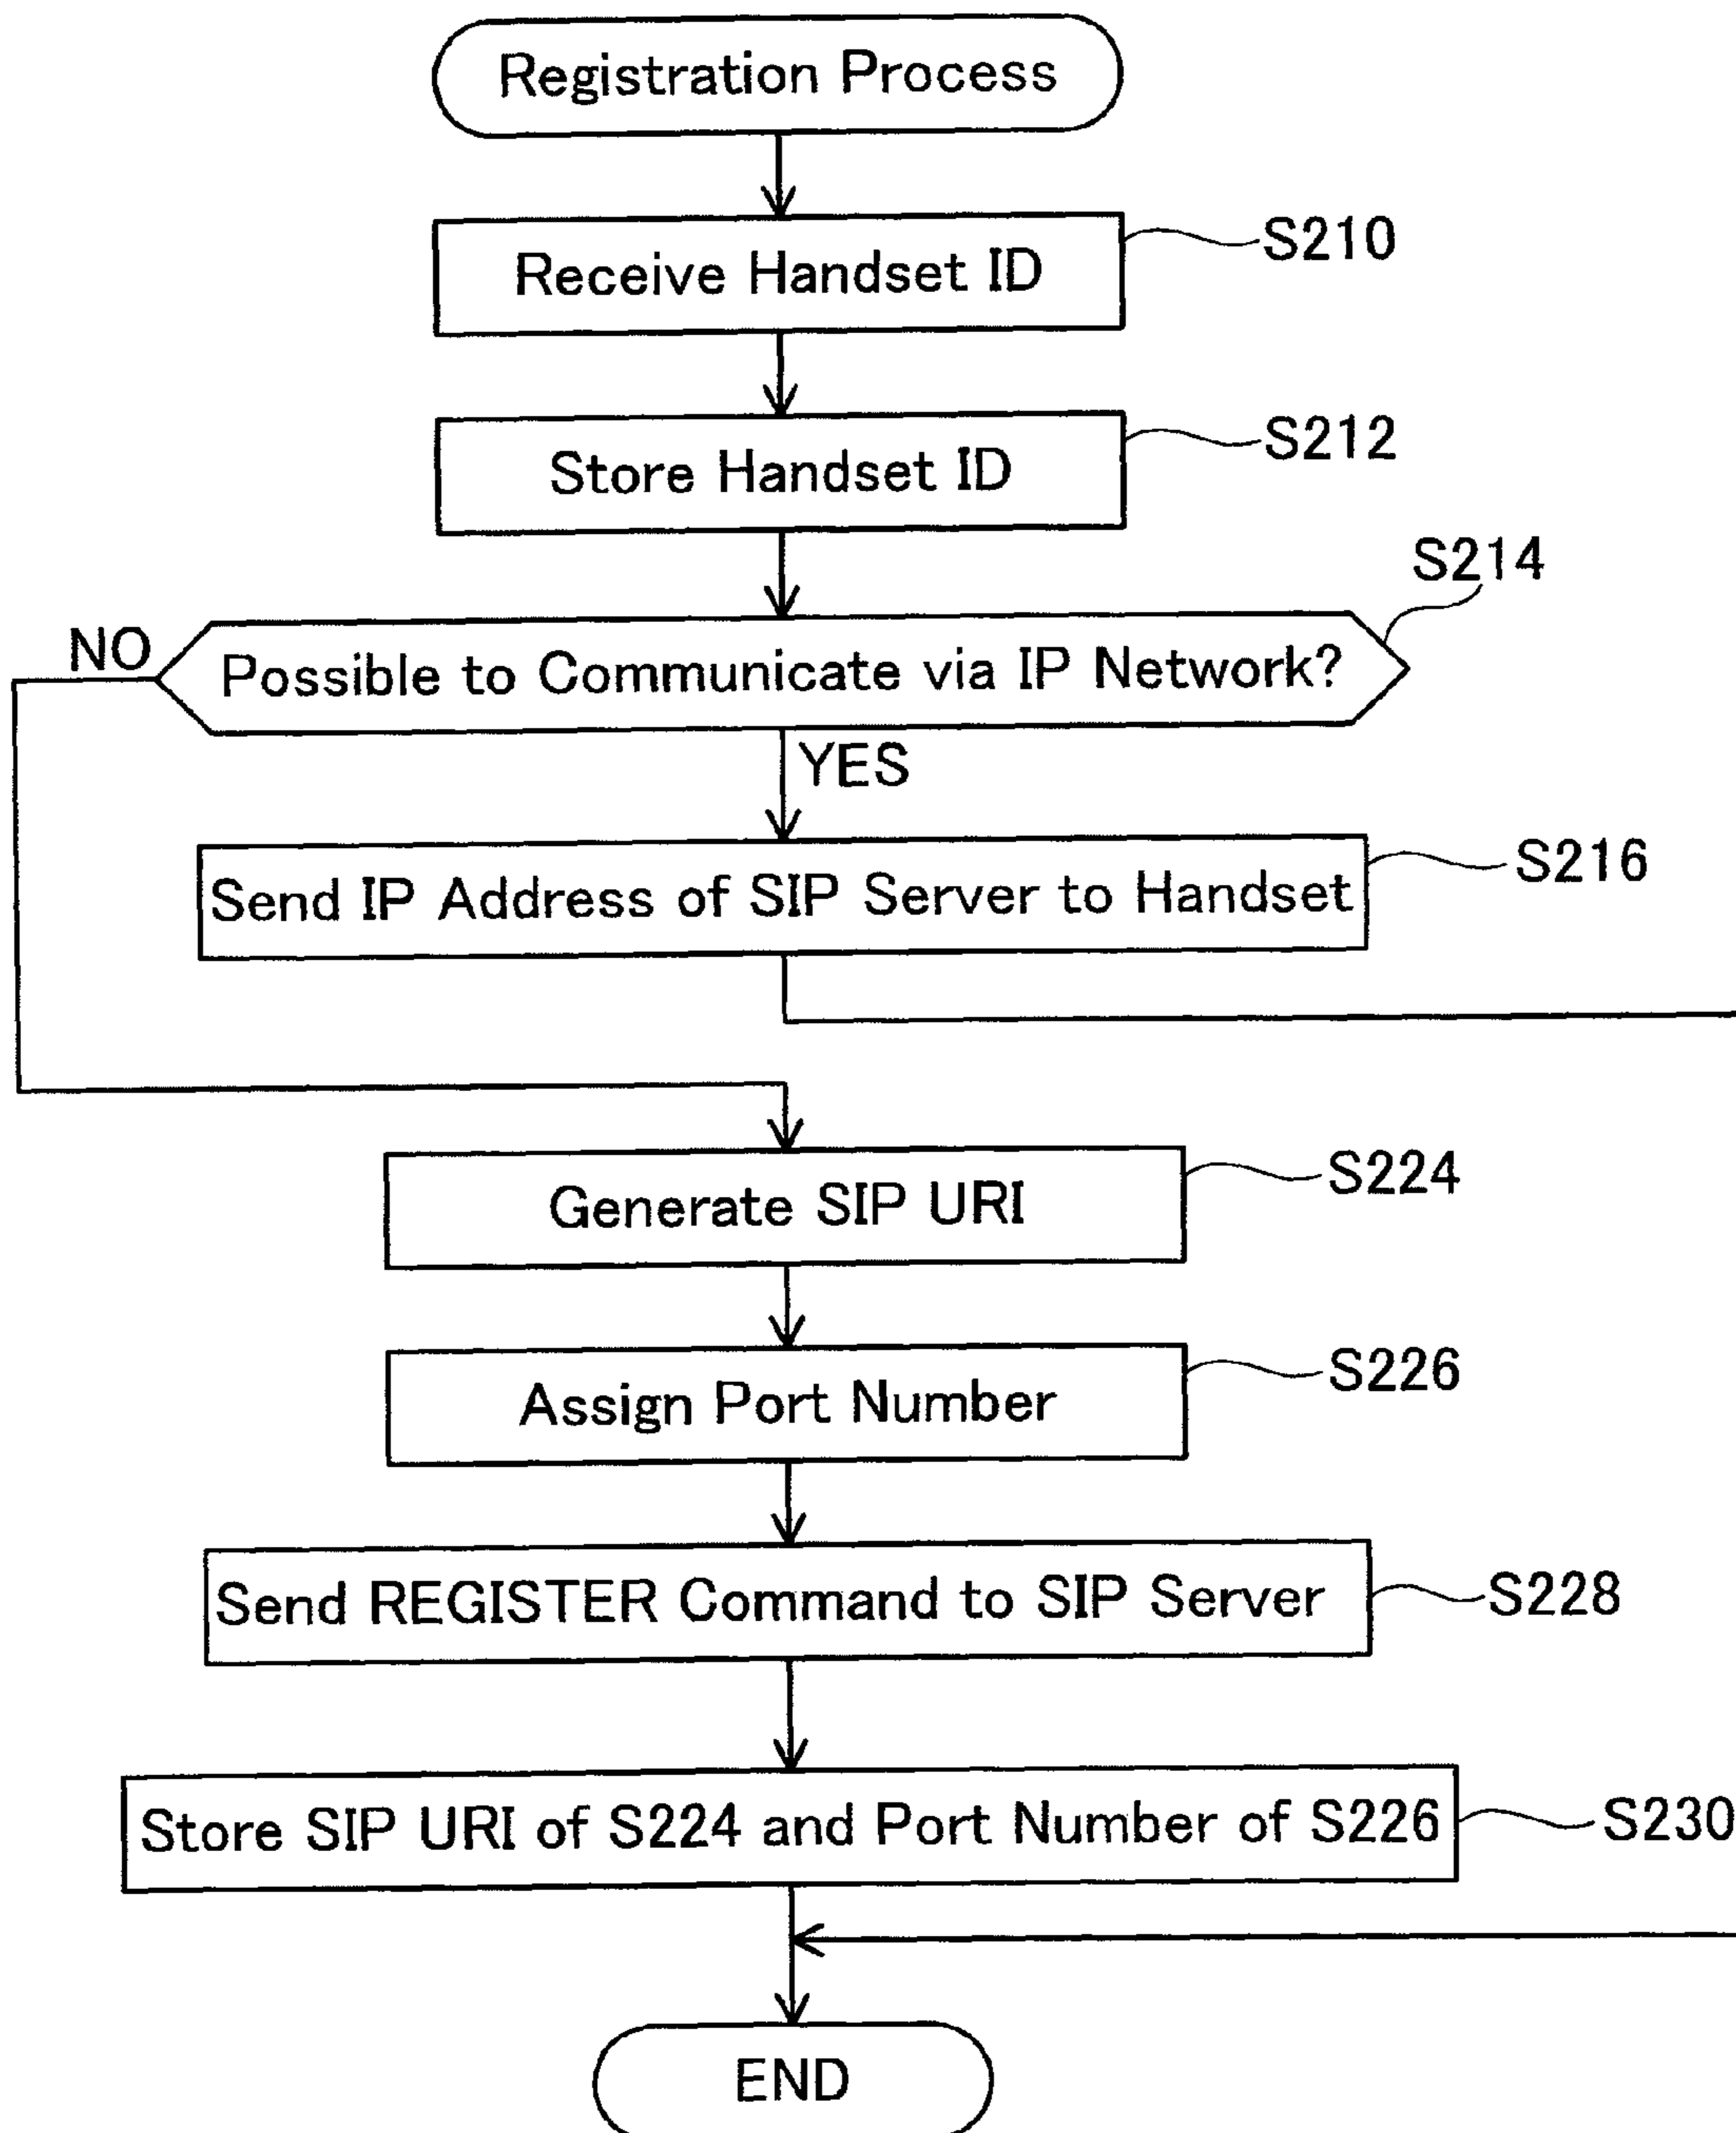 Registration Process
Receive Handset ID
S210
Store Handset ID
S212
S214
NO
Possible to Communicate via IP Network?
YES
Send IP Address of SIP Server to Handset
S216
Generate SIP URI
S224
Assign Port Number
S226
Send REGISTER Command to SIP Server
S228
Store SIP URI of S224 and Port Number of S226
S230
END